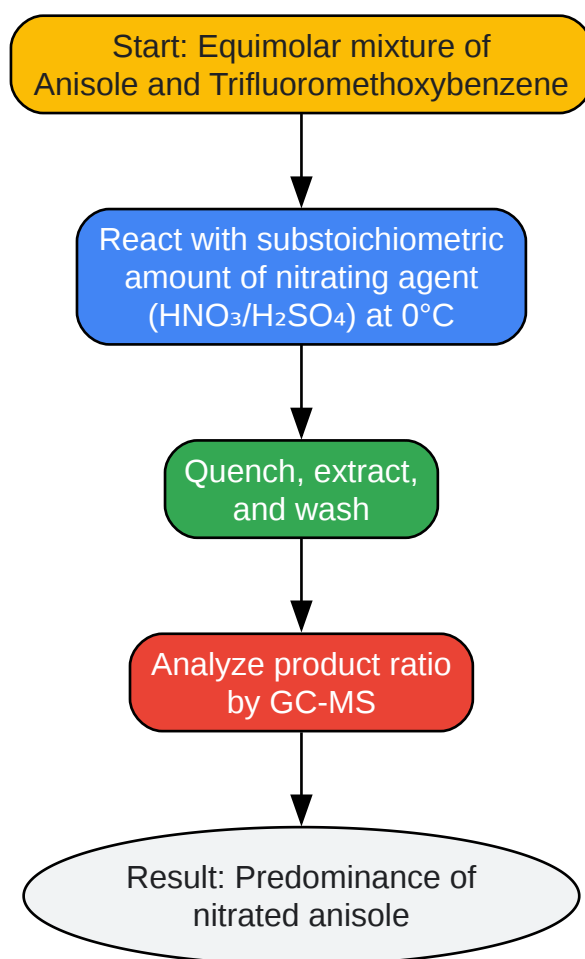 Start: Equimolar mixture of
Anisole and Trifluoromethoxybenzene
React with substoichiometric
amount of nitrating agent
(HNO₃/H₂SO₄) at 0°C
Quench, extract,
and wash
Analyze product ratio
by GC-MS
Result: Predominance of
nitrated anisole